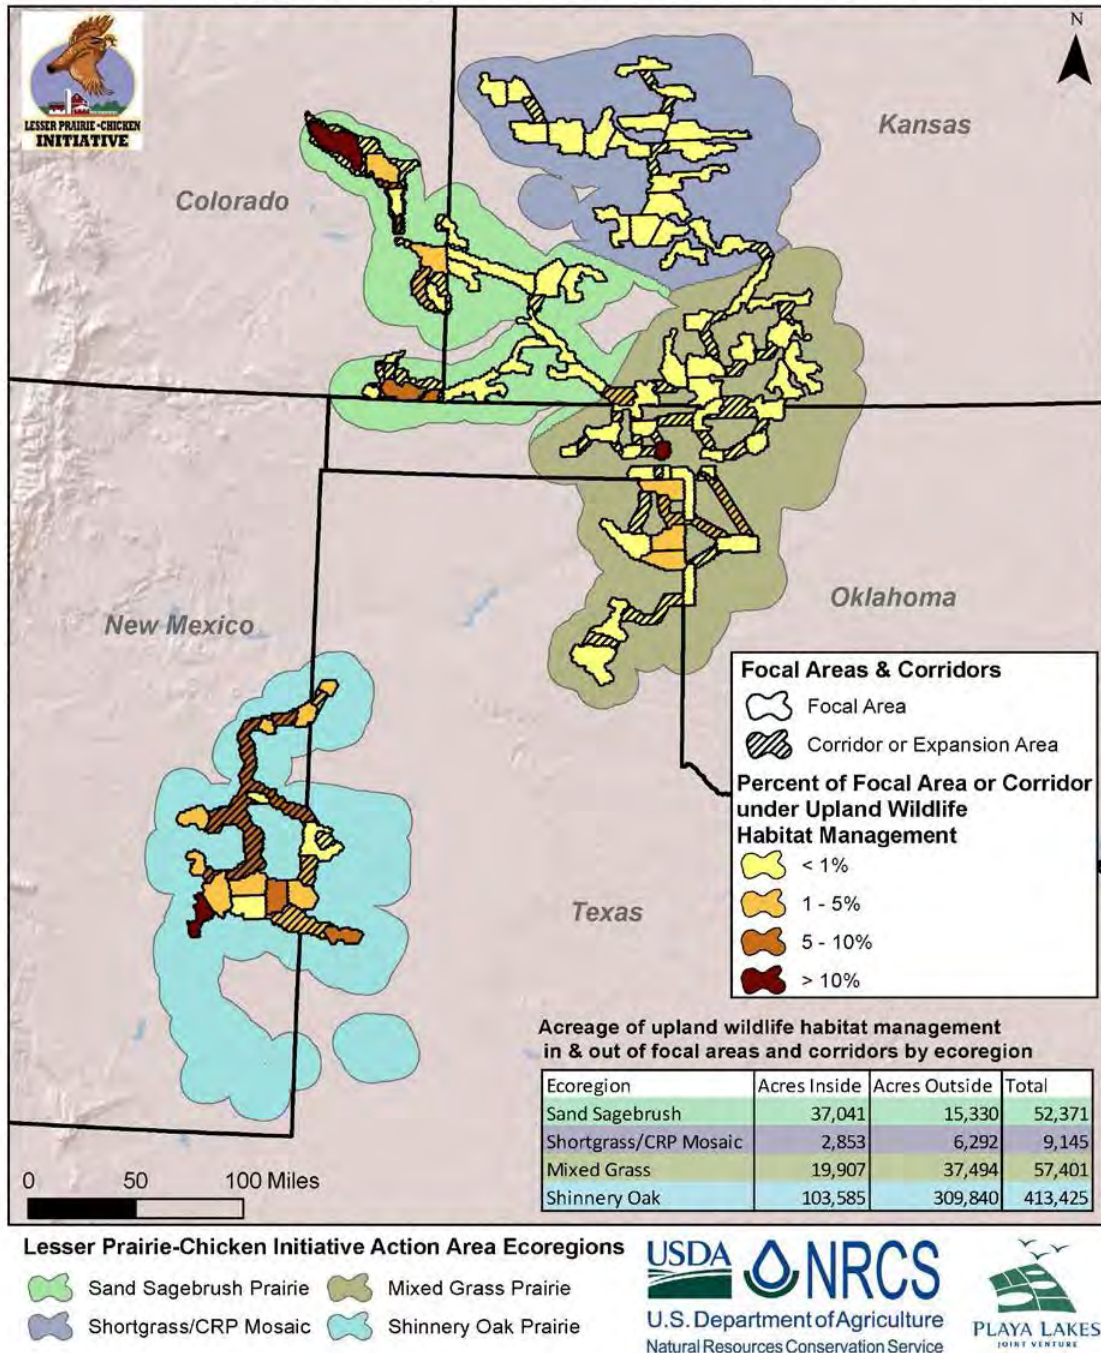 N
LESSER PRAIRIE-CHICKEN
INITIATIVE
Kansas
Colorado
New Mexico
Oklahoma
Texas
Focal Areas & Corridors
Focal Area
Corridor or Expansion Area
Percent of Focal Area or Corridor
under Upland Wildlife
Habitat Management
< 1%
1 - 5%
5 - 10%
> 10%
Acreage of upland wildlife habitat management
in & out of focal areas and corridors by ecoregion
Ecoregion Acres Inside Acres Outside Total
Sand Sagebrush 37,041 15,330 52,371
Shortgrass/CRP Mosaic 2,853 6,292 9,145
Mixed Grass 19,907 37,494 57,401
Shinnery Oak 103,585 309,840 413,425
0 50 100 Miles
Lesser Prairie-Chicken Initiative Action Area Ecoregions
Sand Sagebrush Prairie Mixed Grass Prairie
Shortgrass/CRP Mosaic Shinnery Oak Prairie
USDA NRCS
U.S. Department of Agriculture
Natural Resources Conservation Service
PLAYA LAKES
JOINT VENTURE